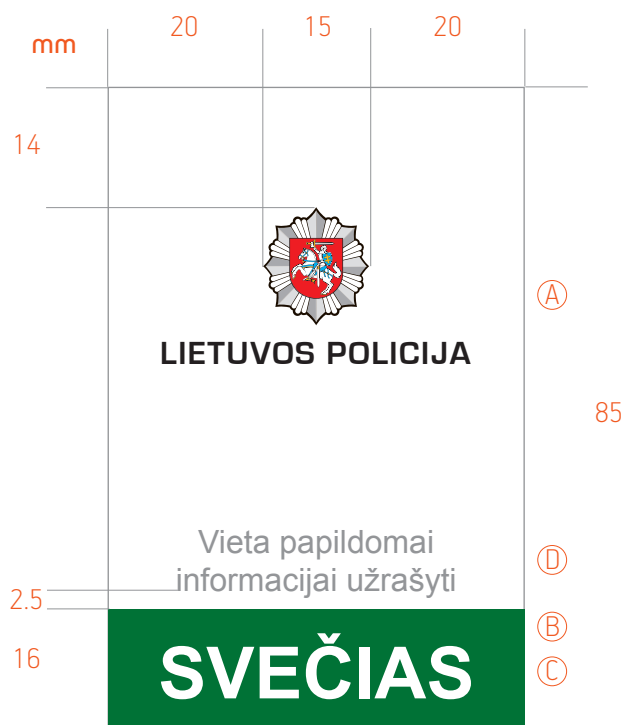 mm
20 15 20
14
Ⓐ
LIETUVOS POLICIJA
85
Vieta papildomai
informacijai užrašyti
Ⓓ
2.5
Ⓑ
16
SVEČIAS
Ⓒ